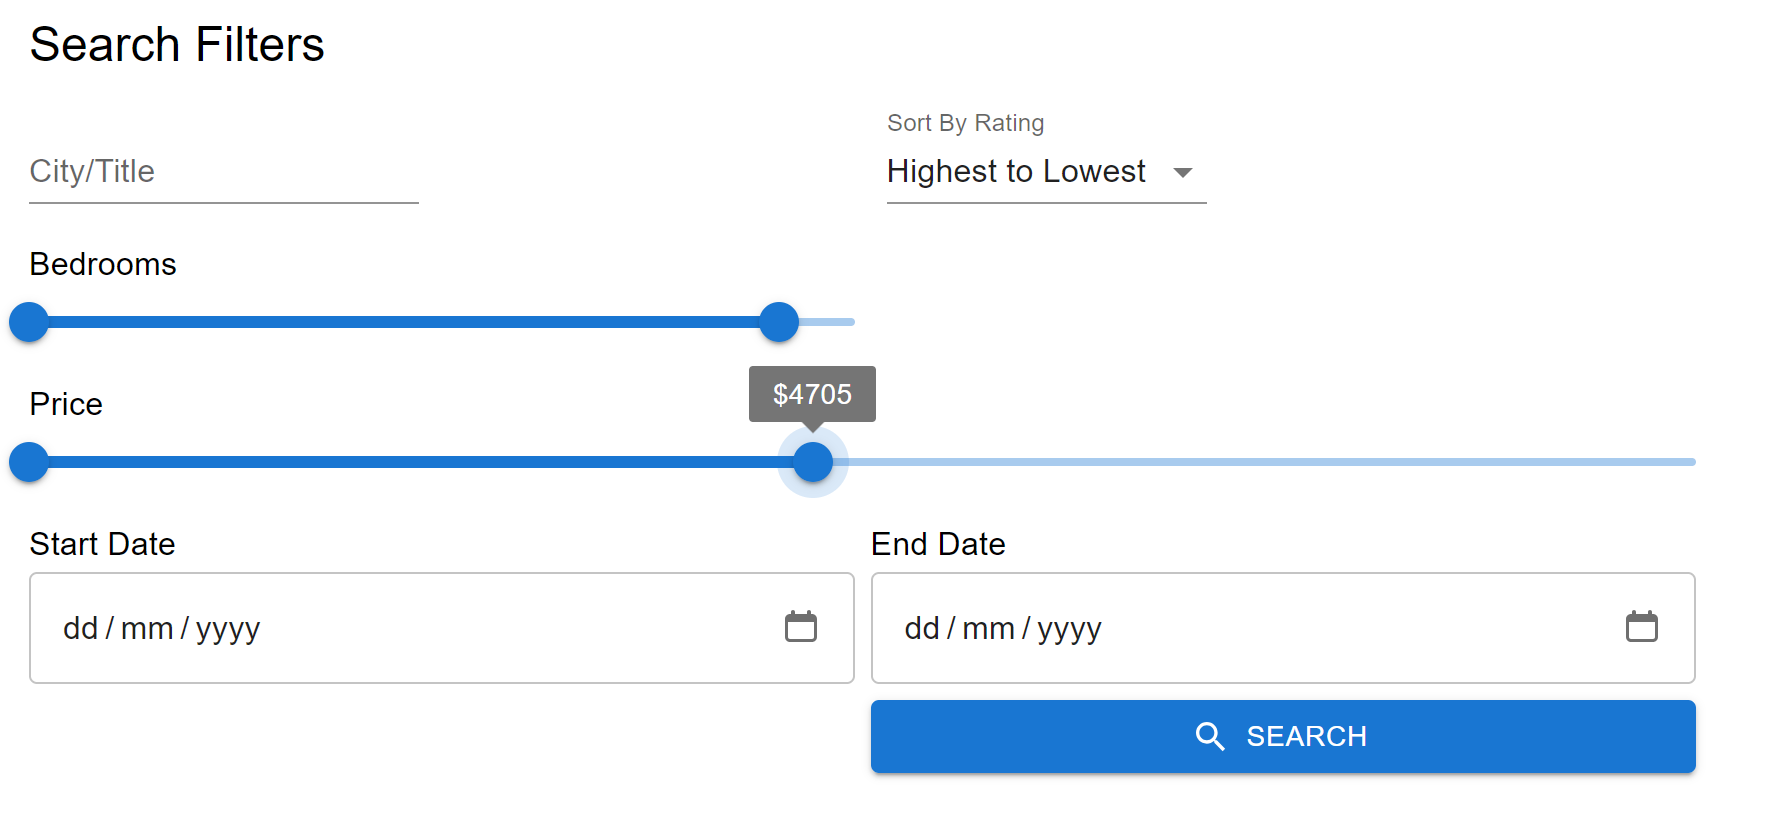 Search Filters
Sort By Rating
City/Title
Highest to Lowest
Bedrooms
Price
$4705
Start Date
End Date
dd/mm/yyyy
dd/mm/yyyy
SEARCH